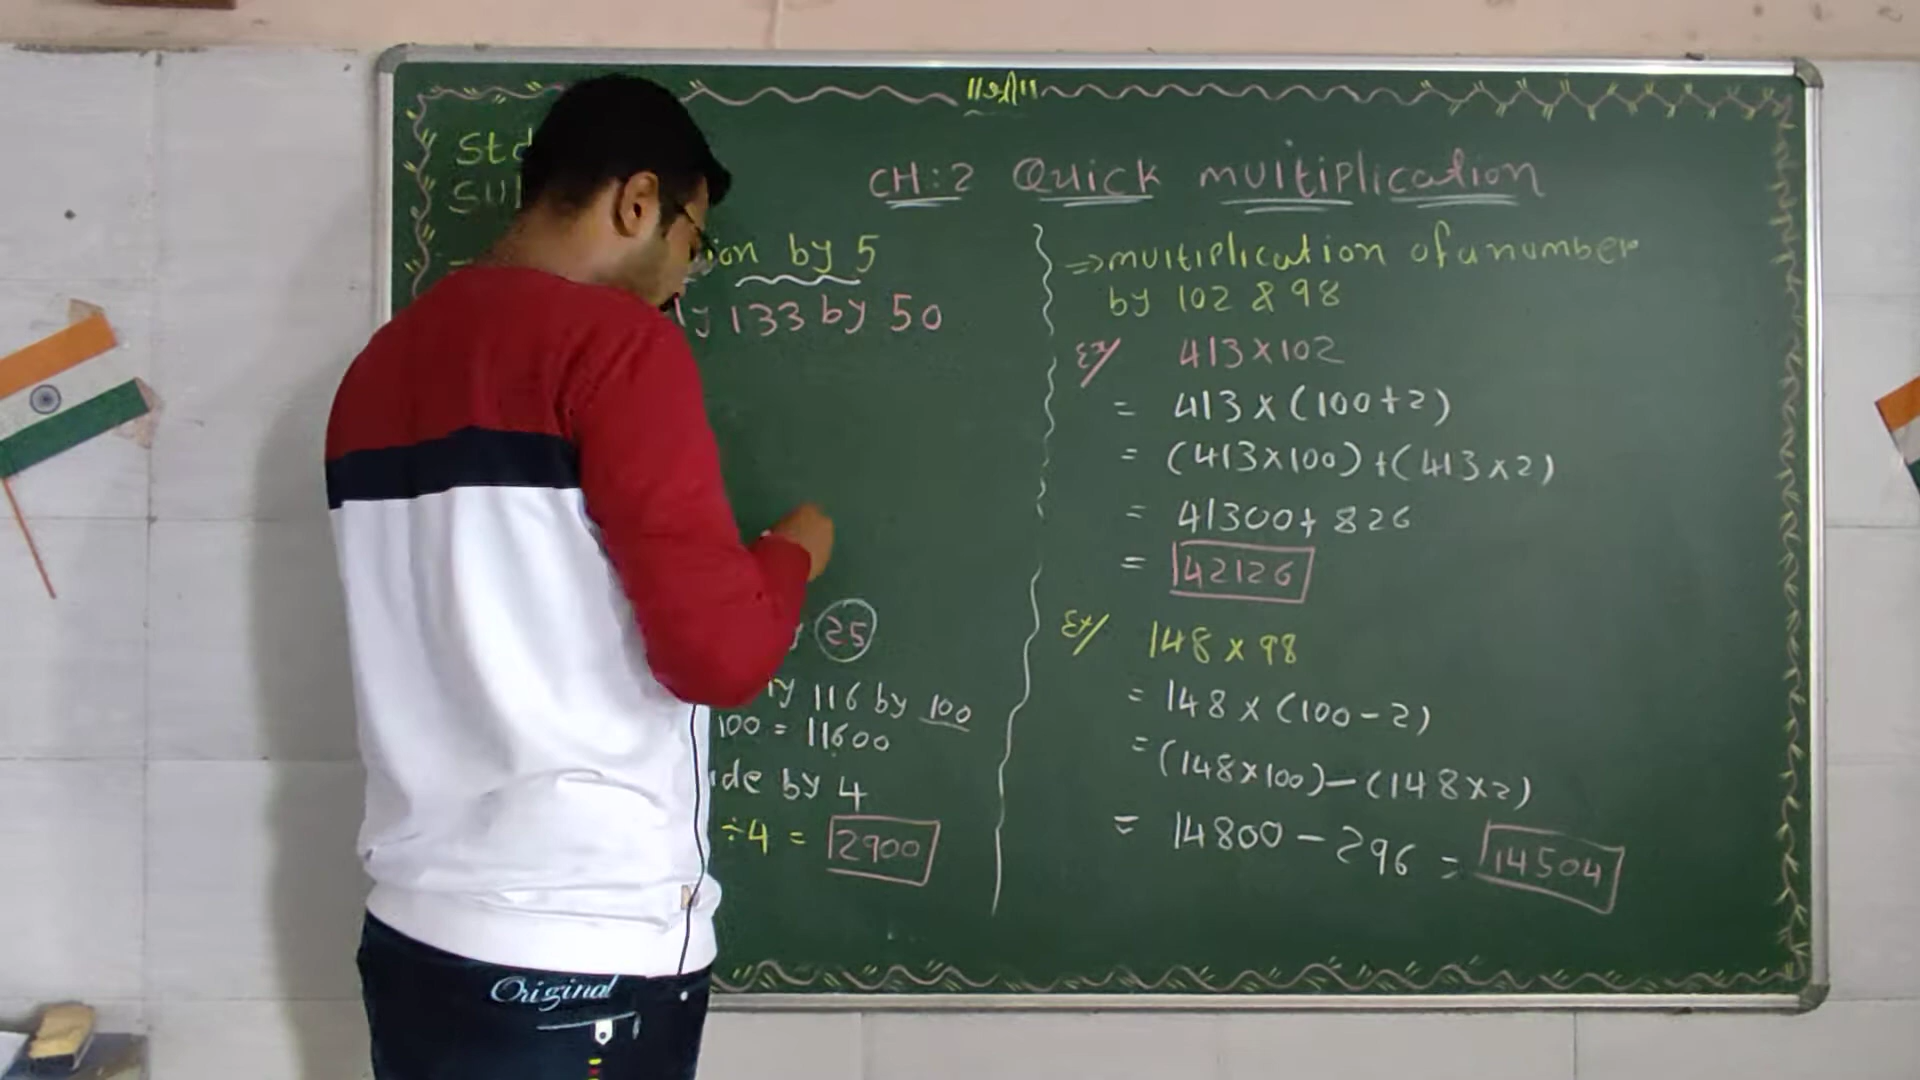 Std
CH:2 Quick multiplication
by 5
133 by 50
25
116 by 100
100 = 11600
by 4
÷4 = 2900
⇒ multiplication of a number
by 102 & 98
Ex/ 413×102
= 413×(100+2)
= (413×100)+(413×2)
= 41300+826
= 42126
Ex/ 148×98
= 148×(100-2)
= (148×100)-(148×2)
= 14800-296 = 14504
Original